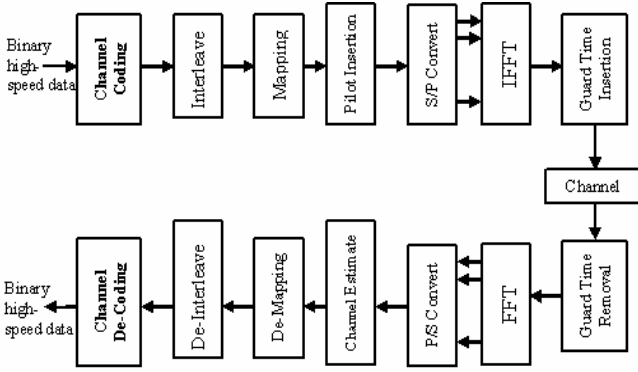 Binary
high-
speed data
Channel
Coding
Interleave
Mapping
Pilot Insertion
S/P Convert
IFFT
Guard Time
Insertion
Channel
Binary
high-
speed data
Channel
De-Coding
De-Interleave
De-Mapping
Channel Estimate
P/S Convert
FFT
Guard Time
Removal